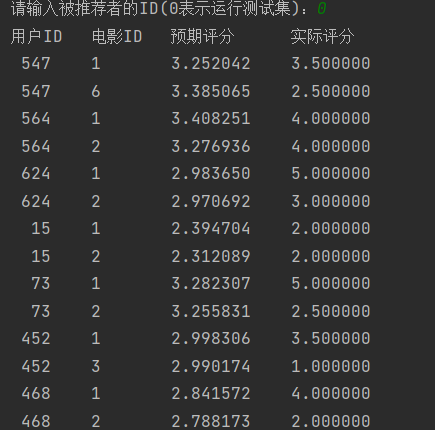 请输入被推荐者的ID(0表示运行测试集)：0
用户ID 电影ID 预期评分 实际评分
547 1 3.252042 3.500000
547 6 3.385065 2.500000
564 1 3.408251 4.000000
564 2 3.276936 4.000000
624 1 2.983650 5.000000
624 2 2.970692 3.000000
15 1 2.394704 2.000000
15 2 2.312089 2.000000
73 1 3.282307 5.000000
73 2 3.255831 2.500000
452 1 2.998306 3.500000
452 3 2.990174 1.000000
468 1 2.841572 4.000000
468 2 2.788173 2.000000